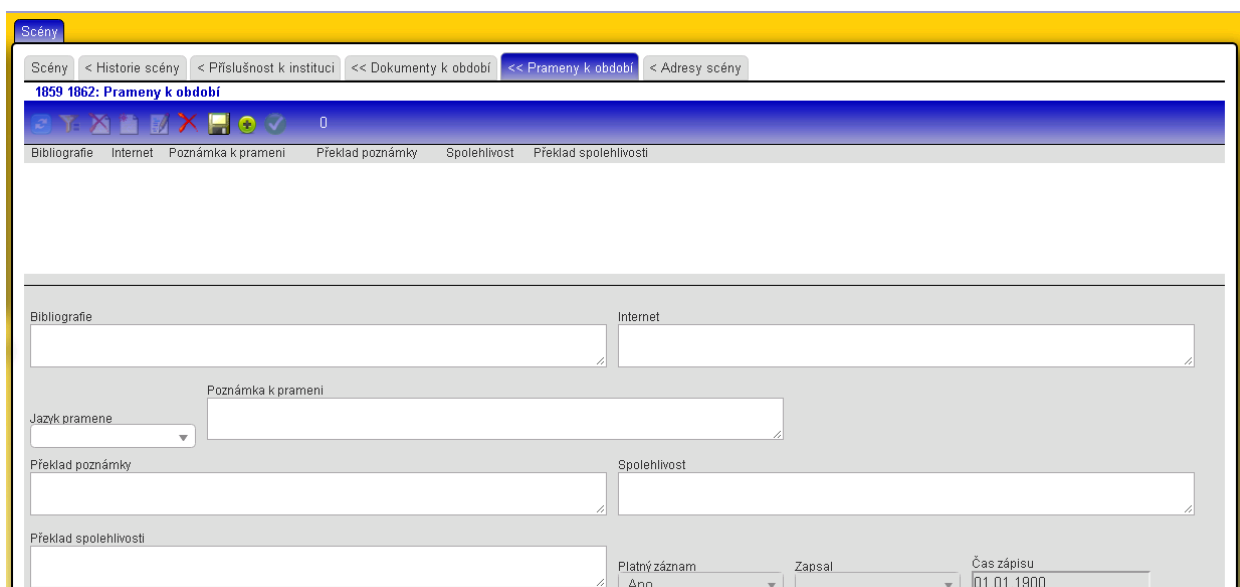 Scény
Scény < Historie scény < Příslušnost k instituci << Dokumenty k období << Prameny k období < Adresy scény
1859 1862: Prameny k období
0
Bibliografie Internet Poznámka k prameni Překlad poznámky Spolehlivost Překlad spolehlivosti
Bibliografie Internet
Poznámka k prameni
Jazyk pramene
Překlad poznámky Spolehlivost
Překlad spolehlivosti
Platný záznam Zapsal Čas zápisu
Ano 01.01.1900